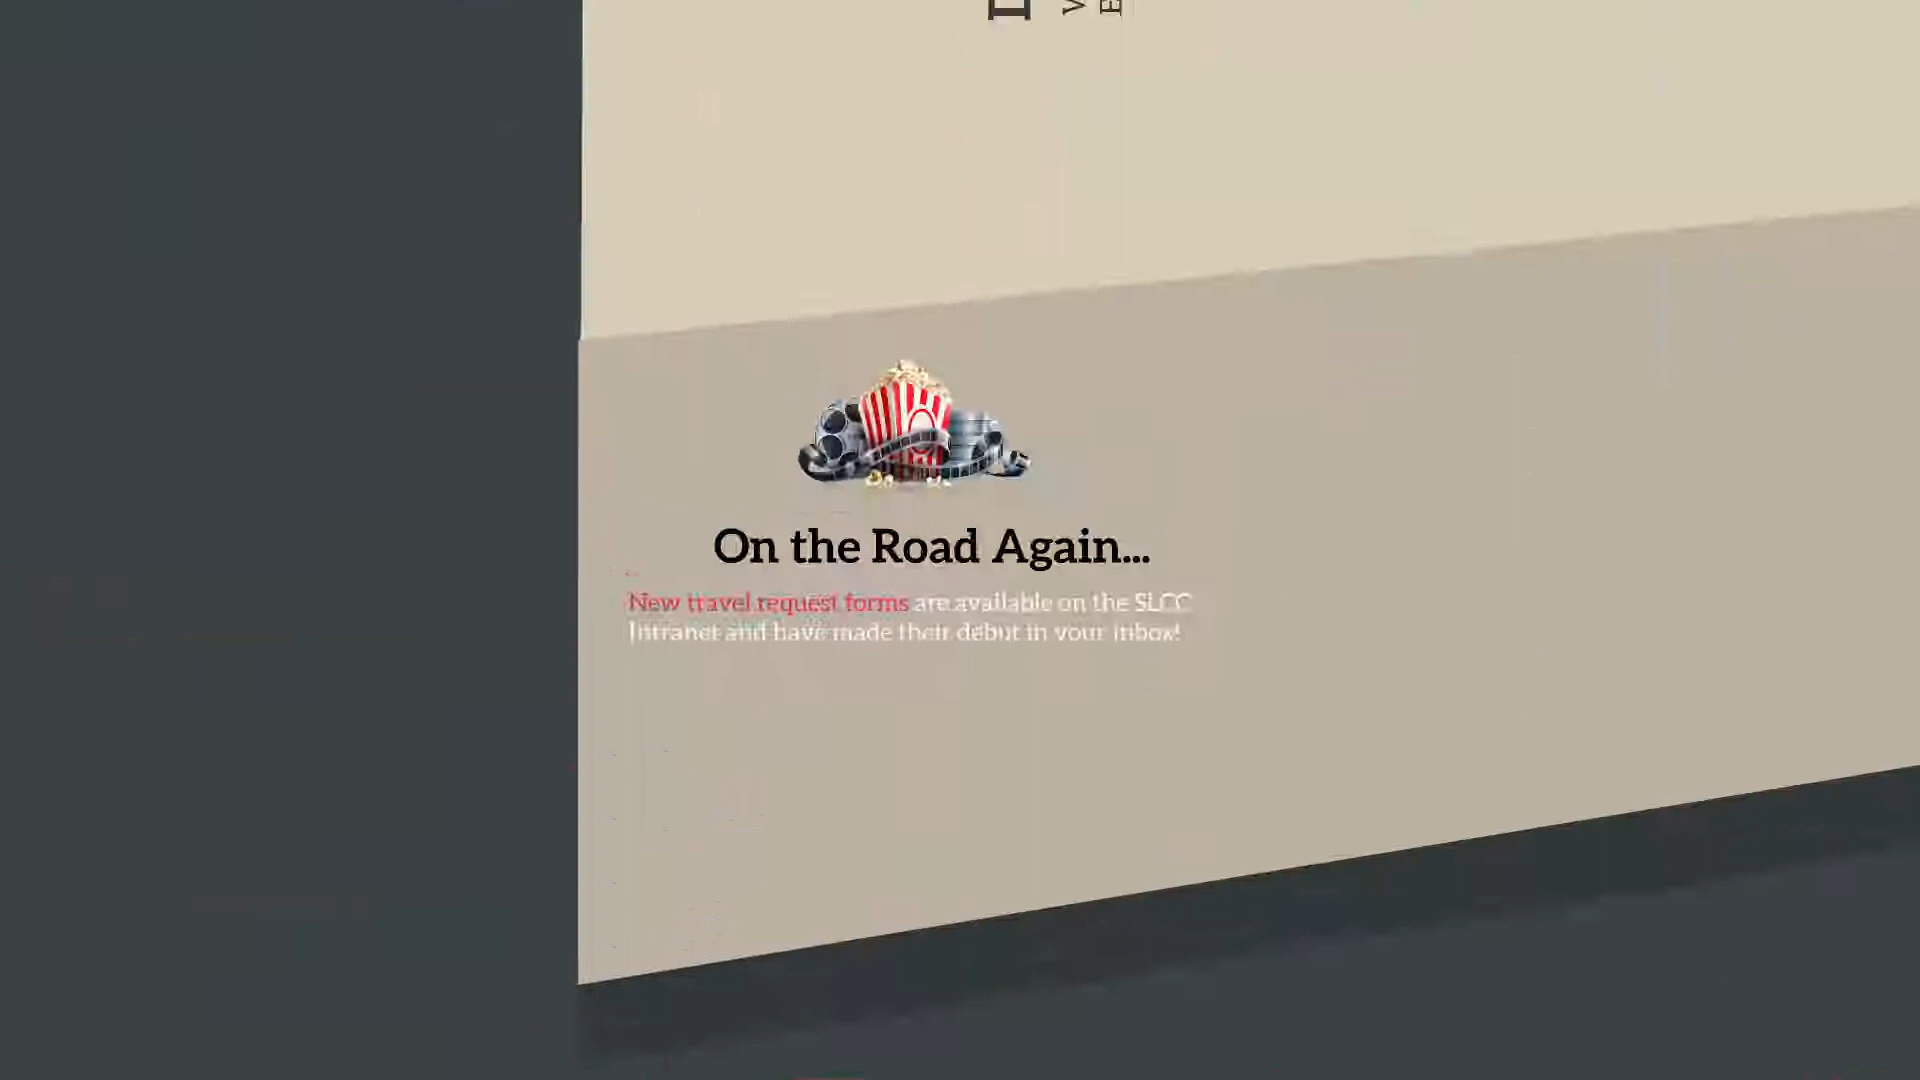 On the Road Again...
New travel request forms are available on the SLCC
Intranet and have made their debut in your inbox!